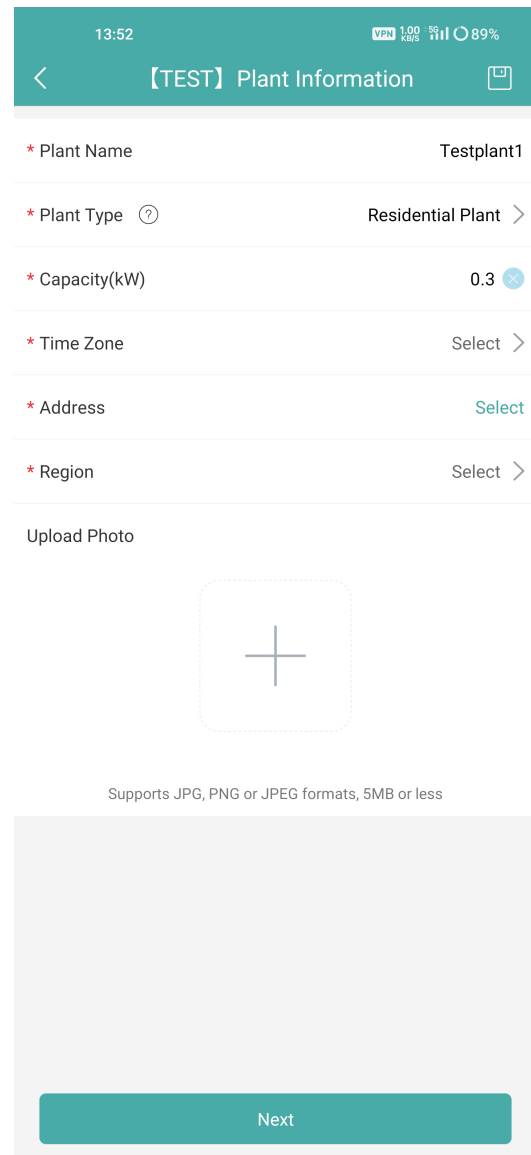 13:52 VPN 1.00 KB/S 5G 89%
【TEST】Plant Information
* Plant Name Testplant1
* Plant Type ? Residential Plant
* Capacity(kW) 0.3
* Time Zone Select
* Address Select
* Region Select
Upload Photo
Supports JPG, PNG or JPEG formats, 5MB or less
Next